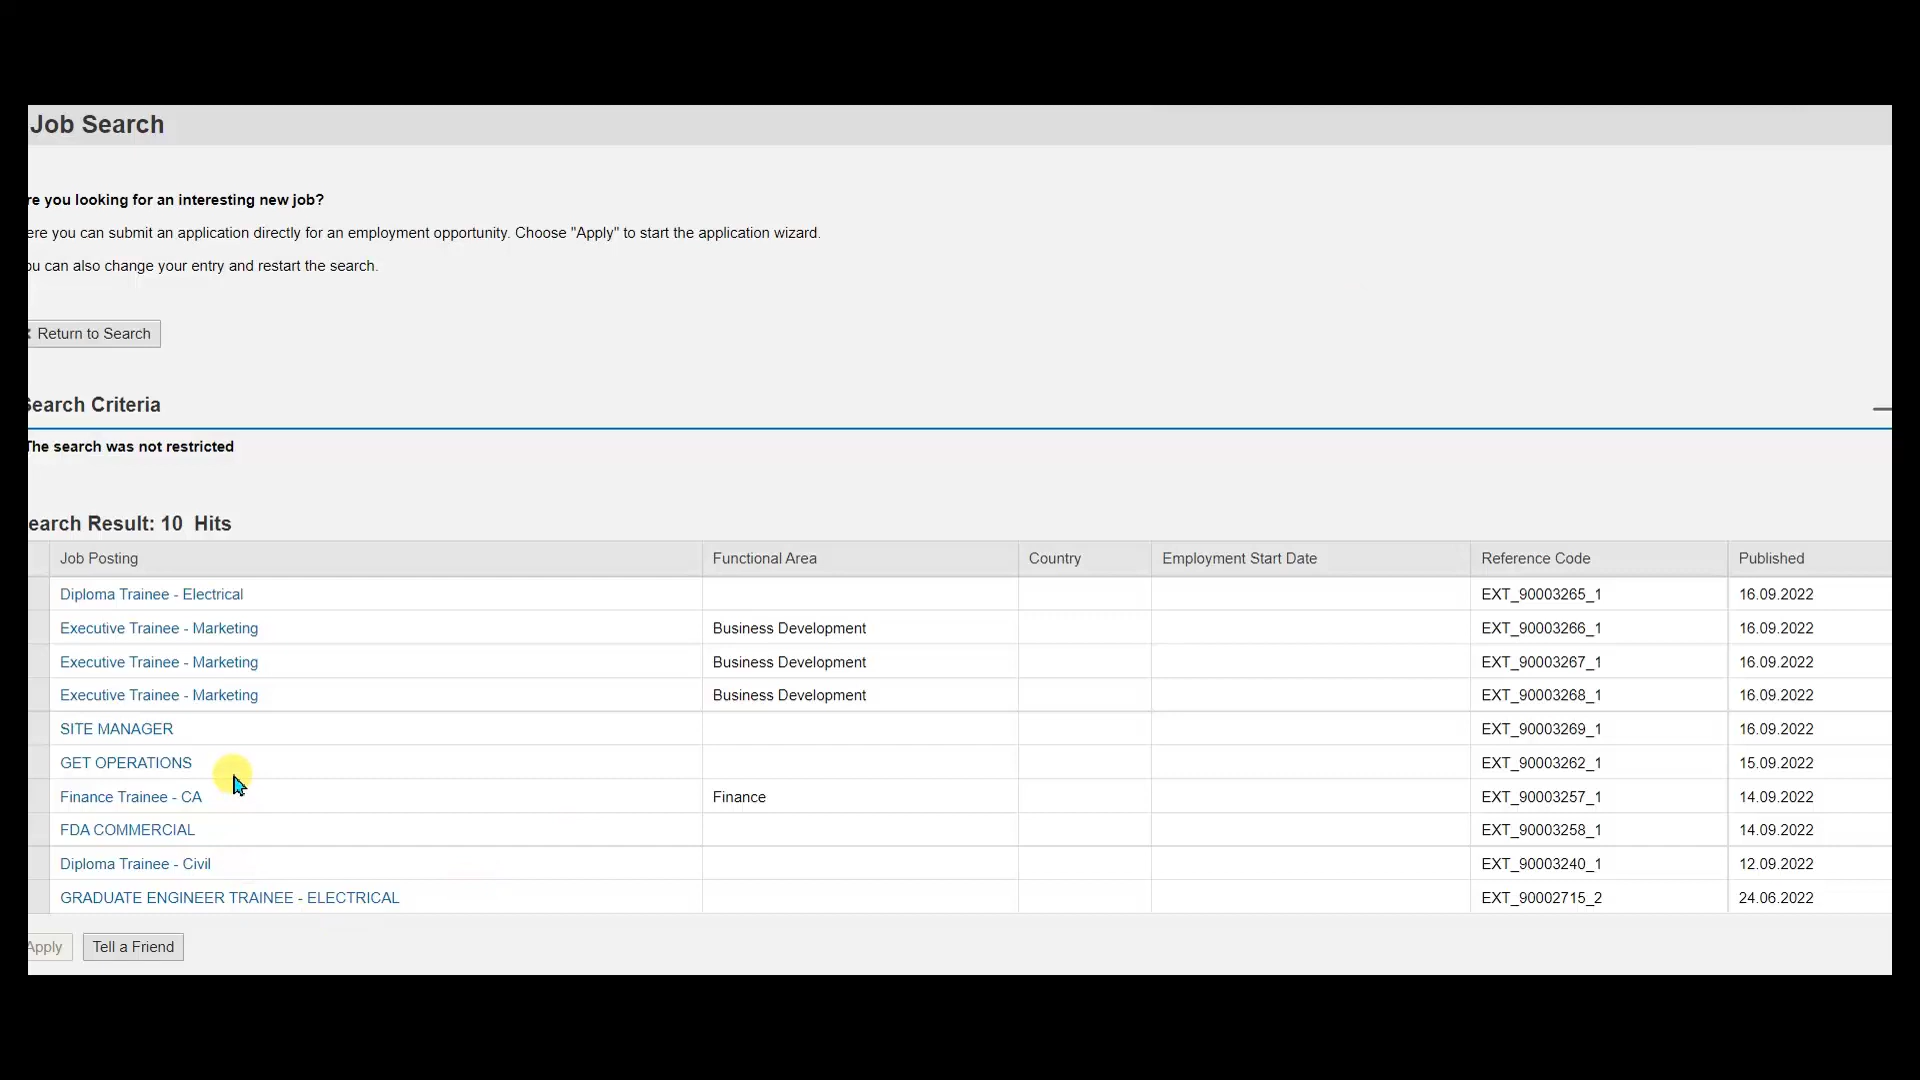 Job Search
re you looking for an interesting new job?
ere you can submit an application directly for an employment opportunity. Choose "Apply" to start the application wizard.
ou can also change your entry and restart the search.
Return to Search
Search Criteria
The search was not restricted
earch Result: 10 Hits
Job Posting Functional Area Country Employment Start Date Reference Code Published
Diploma Trainee - Electrical EXT_90003265_1 16.09.2022
Executive Trainee - Marketing Business Development EXT_90003266_1 16.09.2022
Executive Trainee - Marketing Business Development EXT_90003267_1 16.09.2022
Executive Trainee - Marketing Business Development EXT_90003268_1 16.09.2022
SITE MANAGER EXT_90003269_1 16.09.2022
GET OPERATIONS EXT_90003262_1 15.09.2022
Finance Trainee - CA Finance EXT_90003257_1 14.09.2022
FDA COMMERCIAL EXT_90003258_1 14.09.2022
Diploma Trainee - Civil EXT_90003240_1 12.09.2022
GRADUATE ENGINEER TRAINEE - ELECTRICAL EXT_90002715_2 24.06.2022
Apply Tell a Friend